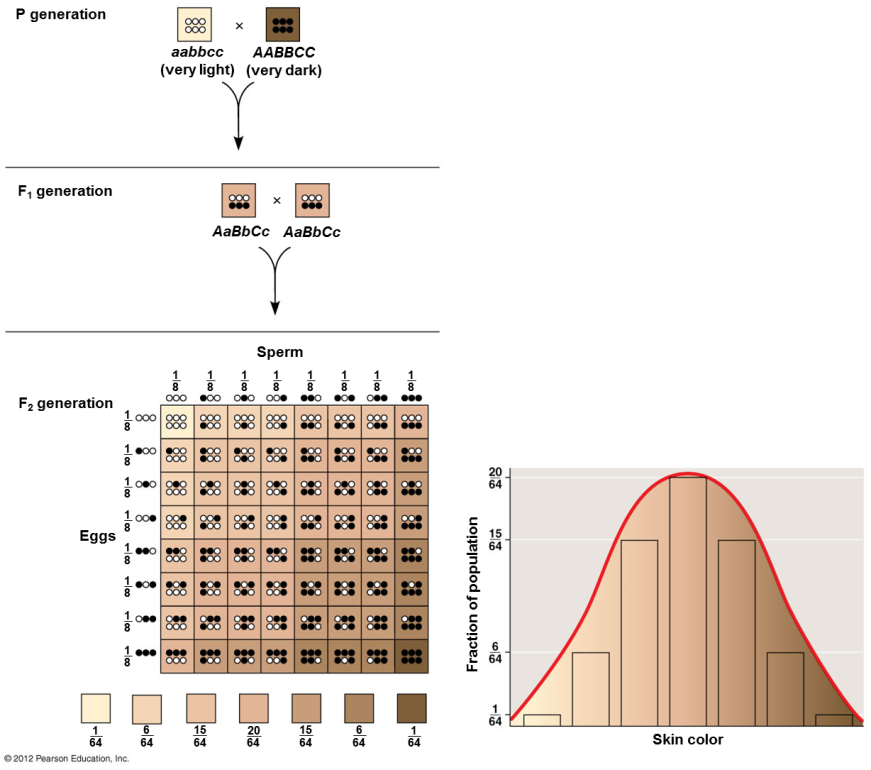 P generation
×
aabbcc
(very light)
AABBCC
(very dark)
F₁ generation
×
AaBbCc
AaBbCc
Sperm
1/8 1/8 1/8 1/8 1/8 1/8 1/8 1/8
F₂ generation
Eggs
1/8
1/8
1/8
1/8
1/8
1/8
1/8
1/8
1/64 6/64 15/64 20/64 15/64 6/64 1/64
Fraction of population
20/64
15/64
6/64
1/64
Skin color
© 2012 Pearson Education, Inc.